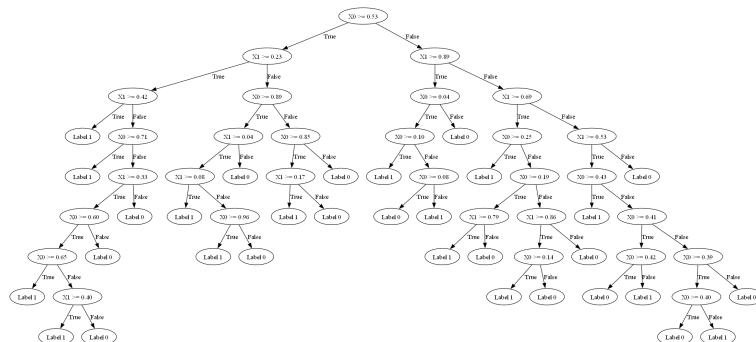 X0 >= 0.53
True False
X1 >= 0.23 X1 >= 0.89
True False True False
X1 >= 0.42 X0 >= 0.89 X0 >= 0.04 X1 >= 0.69
True False True False True False True False
Label 1 X0 >= 0.71 X1 >= 0.04 X0 >= 0.85 X0 >= 0.10 Label 0 X0 >= 0.25 X1 >= 0.53
True False True False True False True False True False True False
Label 1 X1 >= 0.33 X1 >= 0.08 Label 0 X1 >= 0.17 Label 0 Label 1 X0 >= 0.08 Label 1 X0 >= 0.19 X0 >= 0.43 Label 0
True False True False True False True False True False True False
X0 >= 0.60 Label 0 Label 1 X0 >= 0.96 Label 1 Label 0 Label 0 Label 1 X1 >= 0.79 X1 >= 0.86 Label 1 X0 >= 0.41
True False True False True False True False True False
X0 >= 0.65 Label 0 Label 1 Label 0 Label 1 Label 0 X0 >= 0.14 Label 0 X0 >= 0.42 X0 >= 0.39
True False True False True False True False
Label 1 X1 >= 0.40 Label 1 Label 0 Label 0 Label 1 X0 >= 0.40 Label 0
True False True False
Label 1 Label 0 Label 0 Label 1